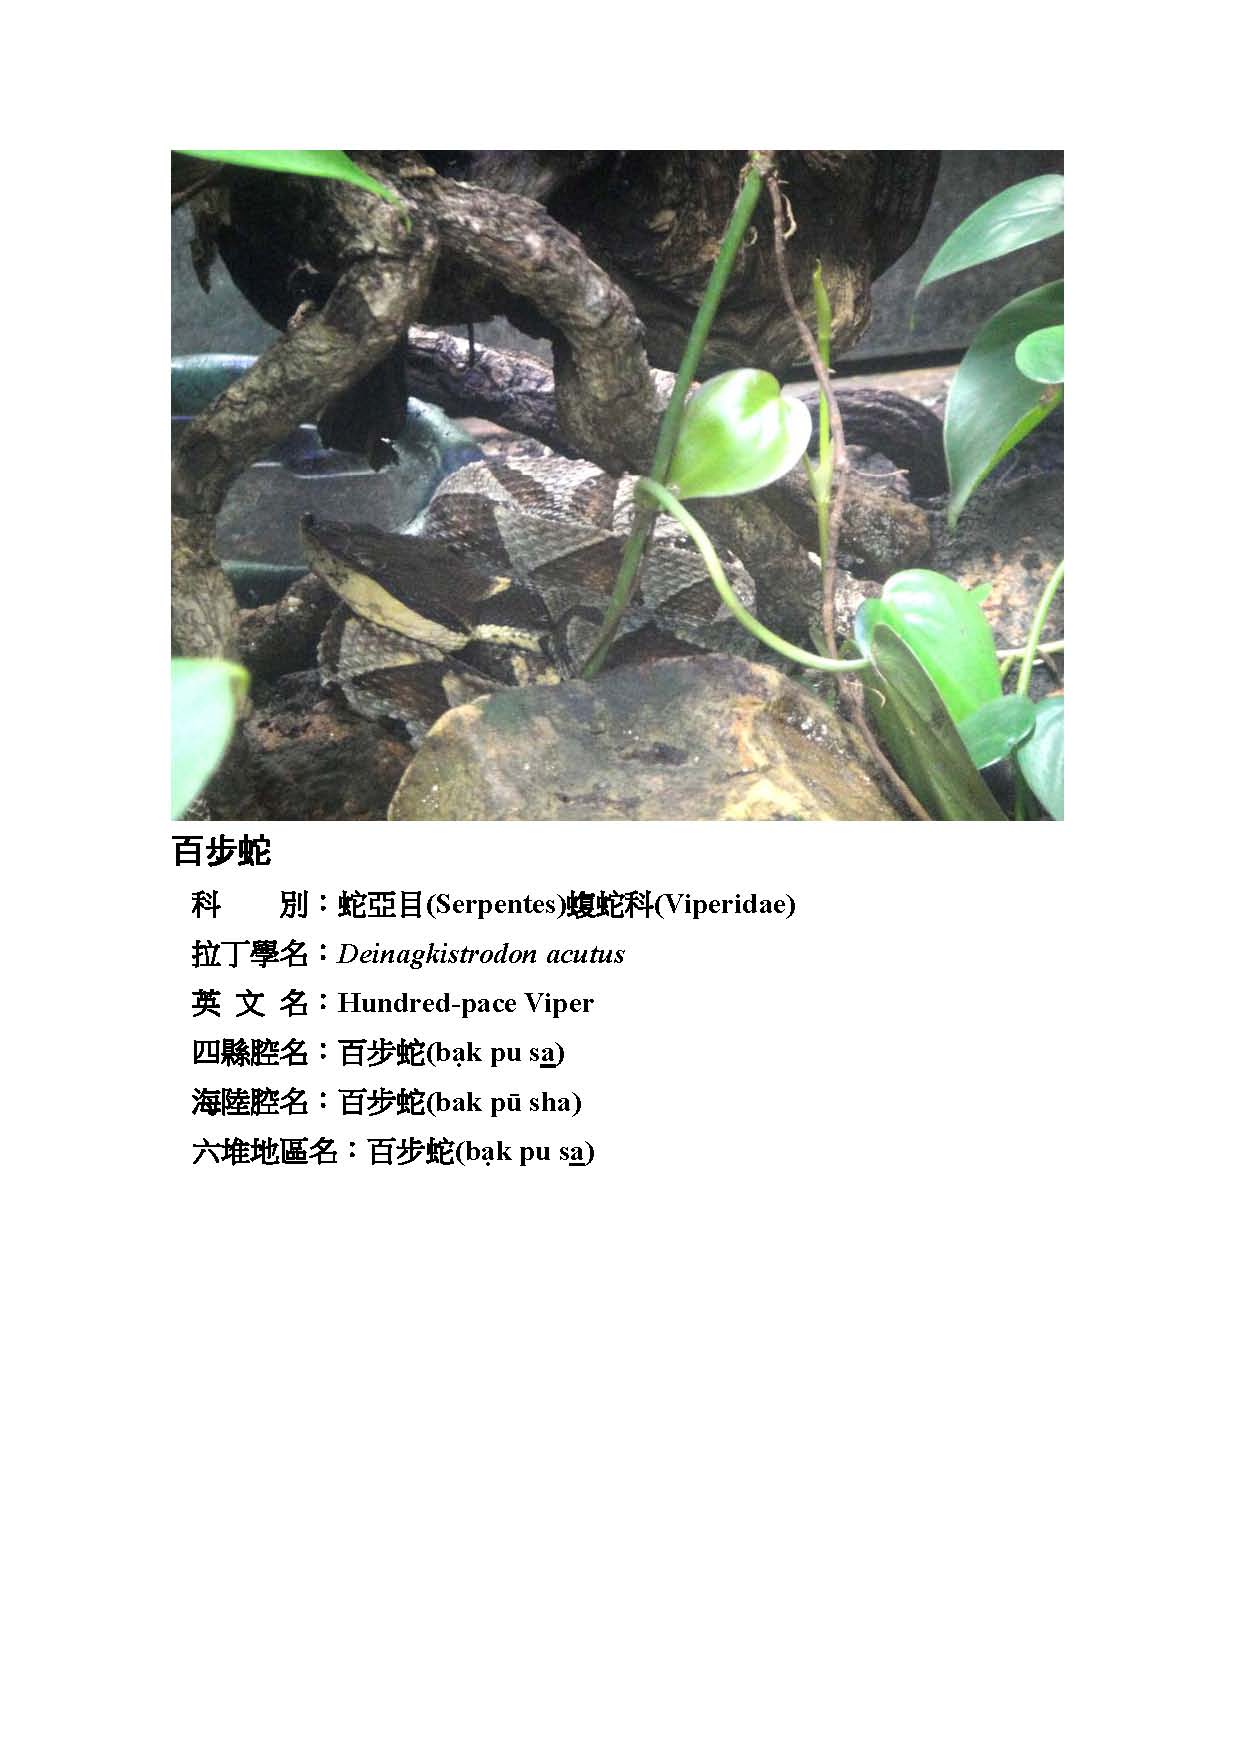 百步蛇
科　　別：蛇亞目(Serpentes)蝮蛇科(Viperidae)
拉丁學名：Deinagkistrodon acutus
英 文 名：Hundred-pace Viper
四縣腔名：百步蛇(bạk pu sa̲)
海陸腔名：百步蛇(bak pū sha)
六堆地區名：百步蛇(bạk pu sa̲)